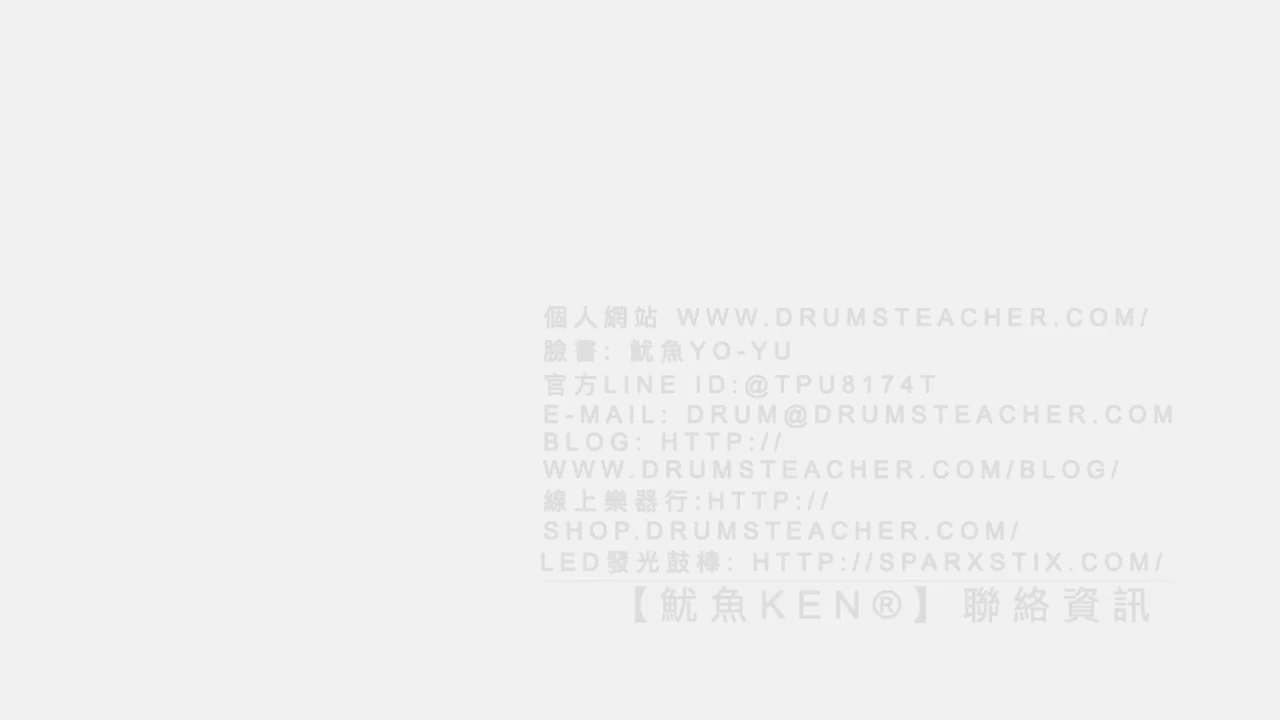 個人網站 WWW.DRUMSTEACHER.COM/
臉書: 魷魚YO-YU
官方LINE ID:@TPU8174T
E-MAIL: DRUM@DRUMSTEACHER.COM
BLOG: HTTP://
WWW.DRUMSTEACHER.COM/BLOG/
線上樂器行:HTTP://
SHOP.DRUMSTEACHER.COM/
LED發光鼓棒: HTTP://SPARXSTIX.COM/
【魷魚KEN®】聯絡資訊